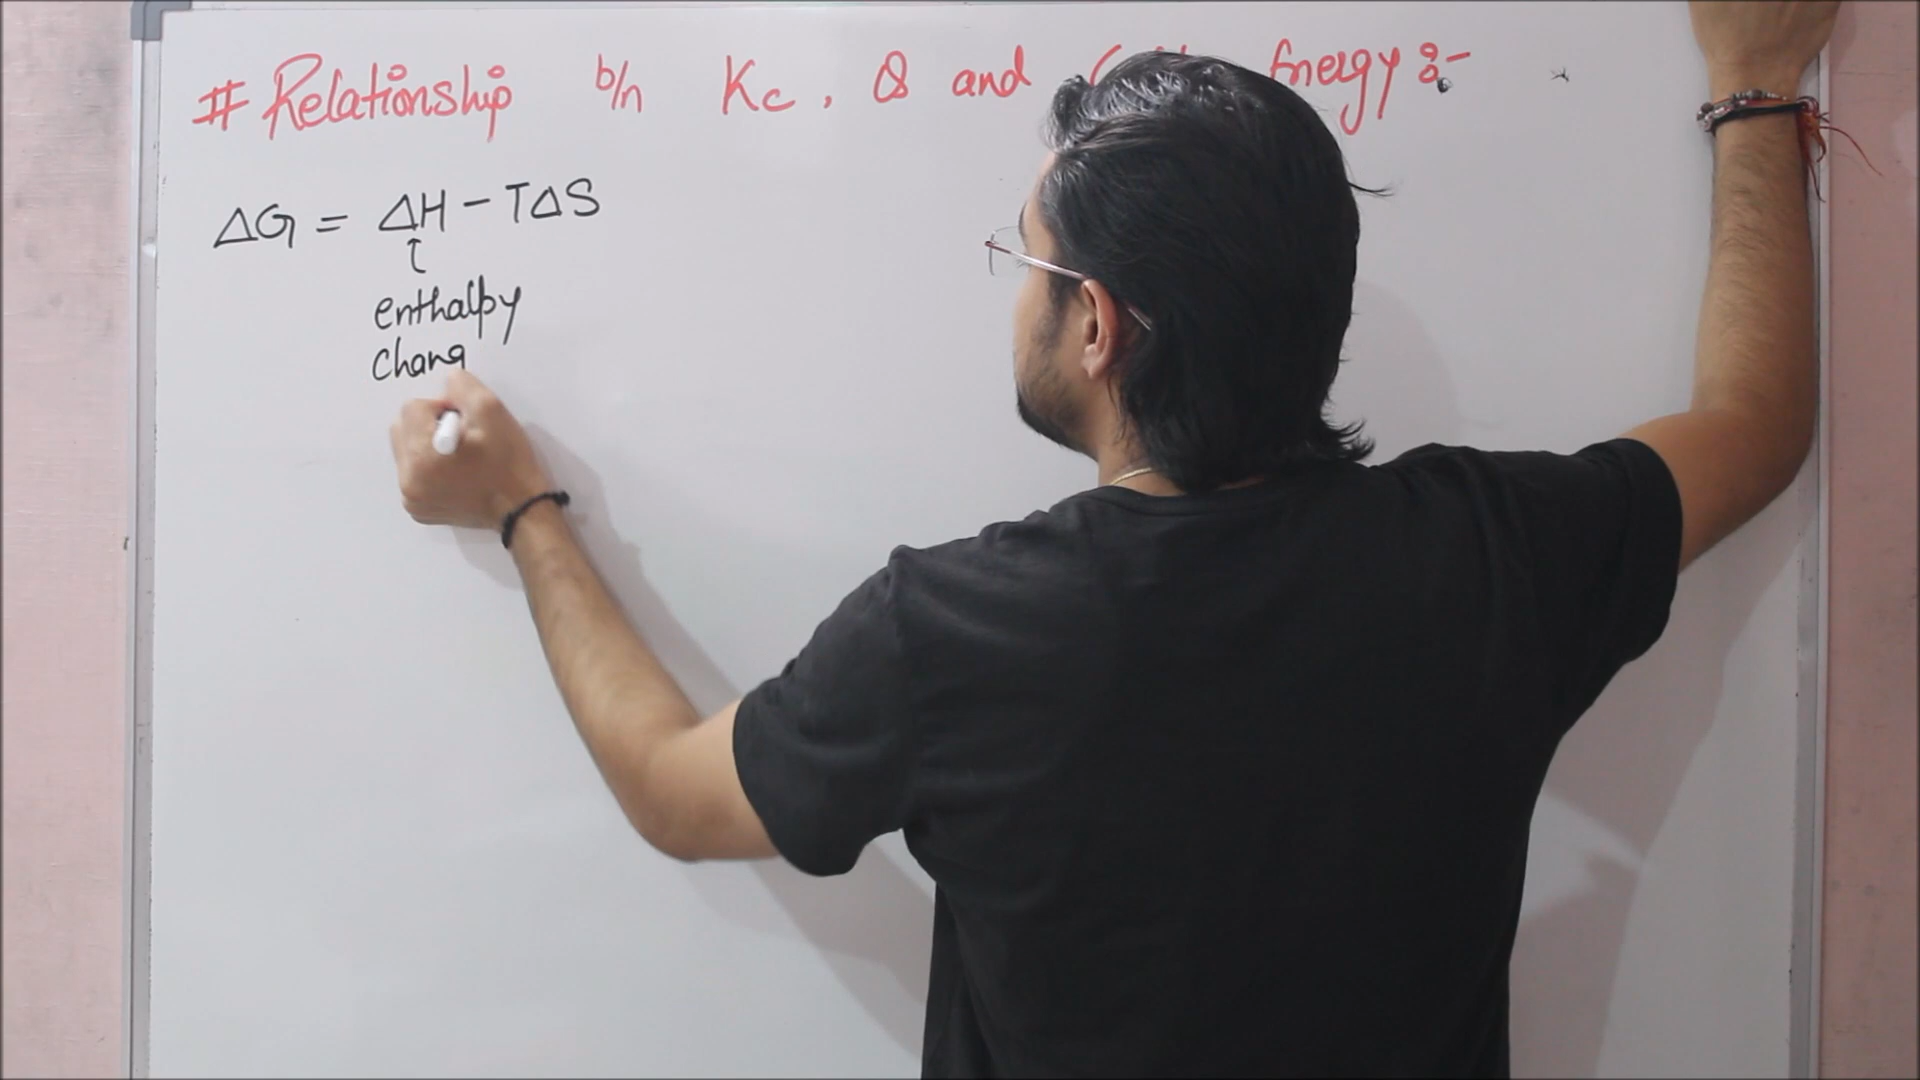 # Relationship b/n Kc, Q and Energy :-
ΔG = ΔH - TΔS
enthalpy
Chang